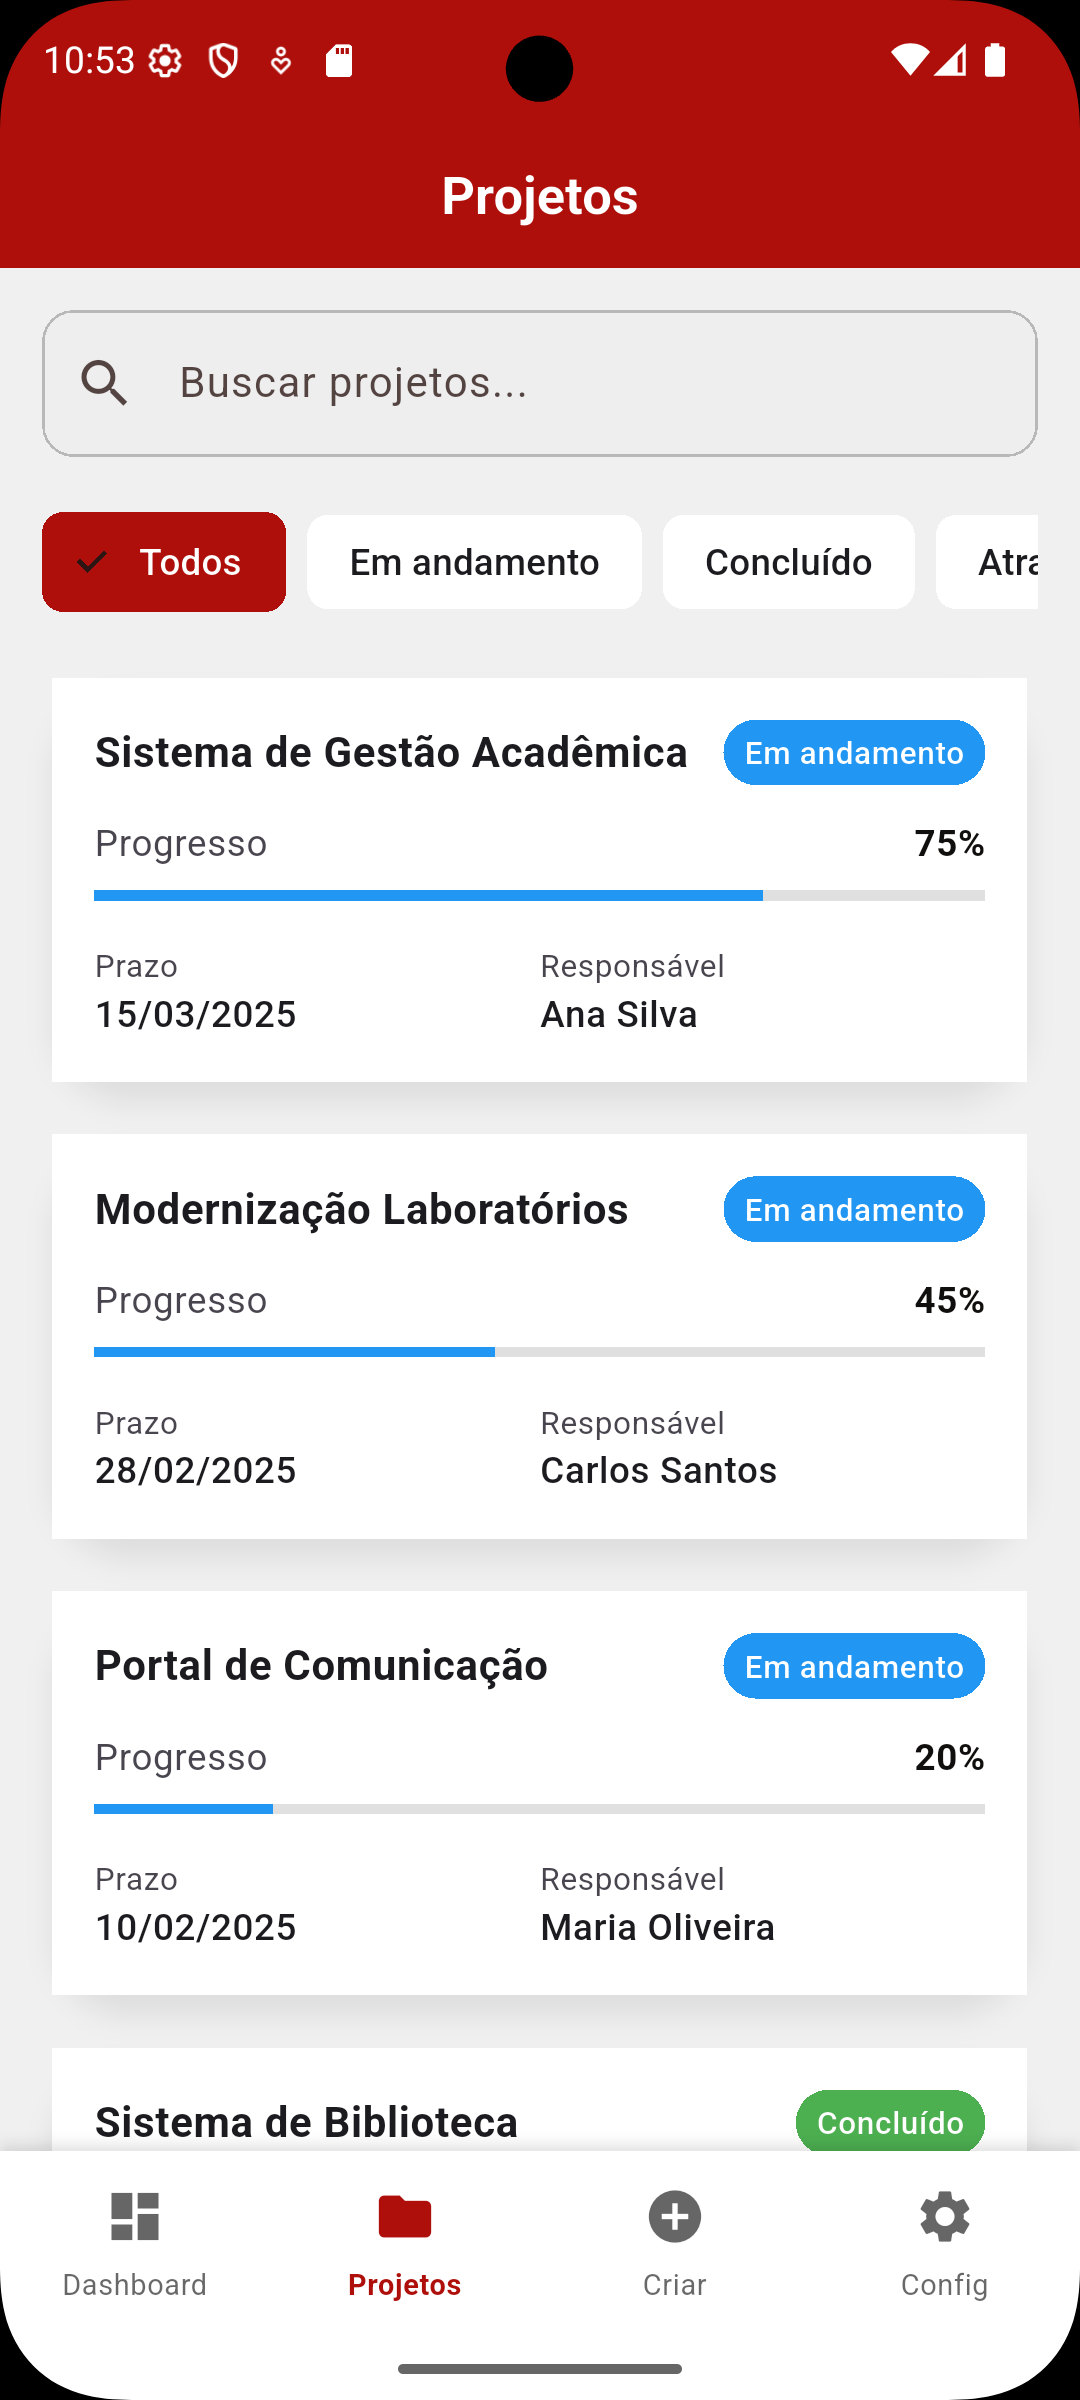 10:53
Projetos
Buscar projetos...
Todos
Em andamento
Concluído
Atra
Sistema de Gestão Acadêmica
Em andamento
Progresso
75%
Prazo
Responsável
15/03/2025
Ana Silva
Modernização Laboratórios
Em andamento
Progresso
45%
Prazo
Responsável
28/02/2025
Carlos Santos
Portal de Comunicação
Em andamento
Progresso
20%
Prazo
Responsável
10/02/2025
Maria Oliveira
Sistema de Biblioteca
Concluído
Dashboard
Projetos
Criar
Config